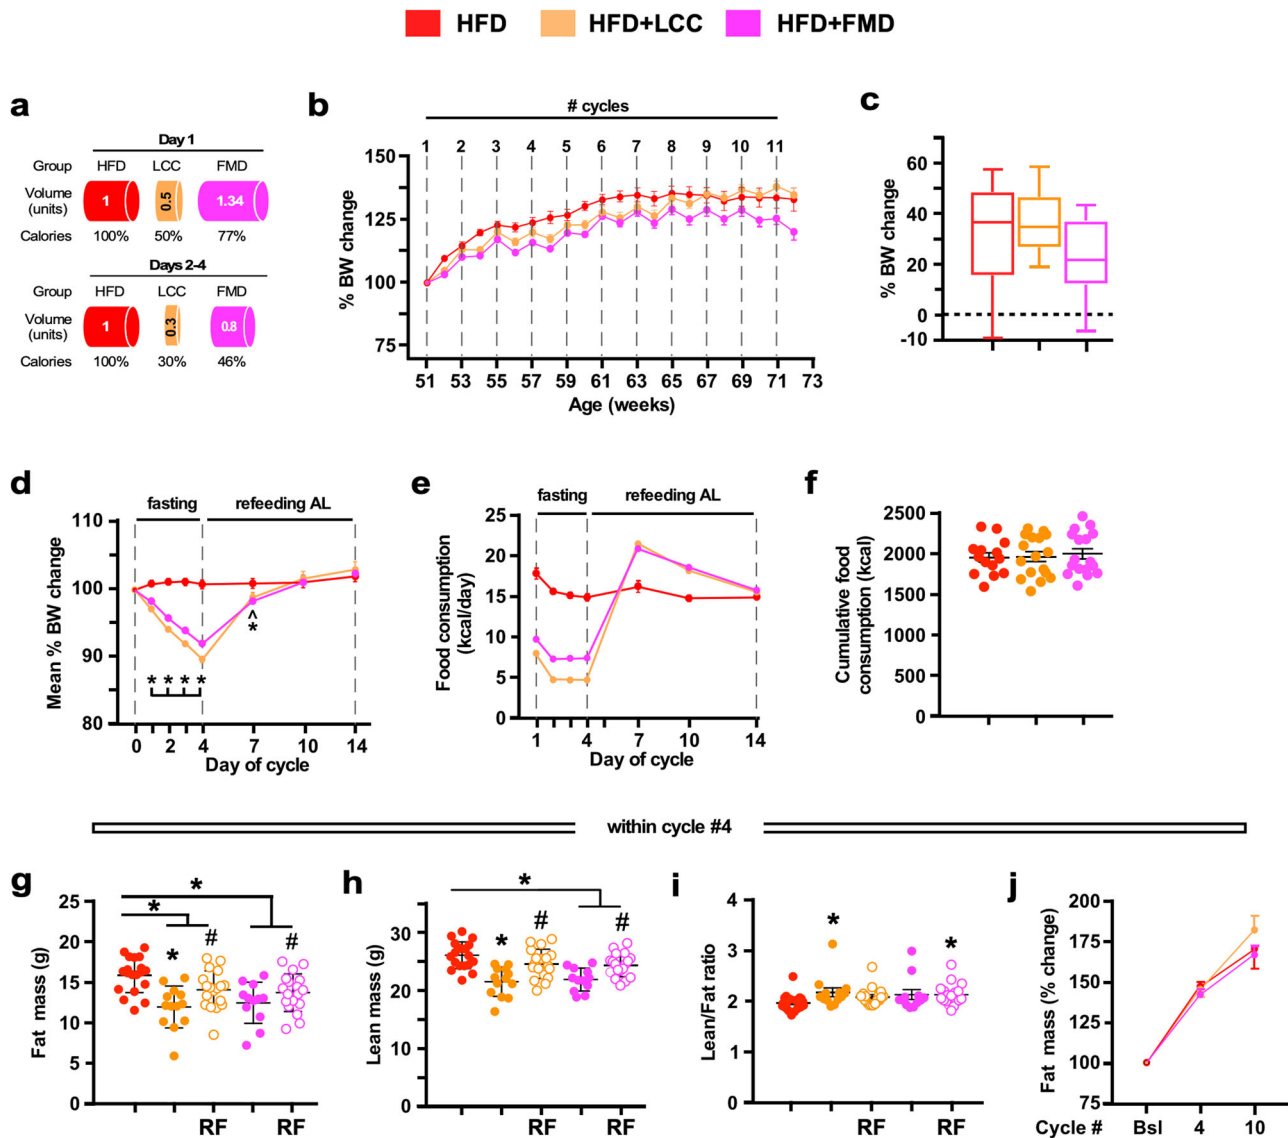 HFD HFD+LCC HFD+FMD
a
Day 1
Group HFD LCC FMD
Volume (units) 1 0.5 1.34
Calories 100% 50% 77%
Days 2-4
Group HFD LCC FMD
Volume (units) 1 0.3 0.8
Calories 100% 30% 46%
b
# cycles
1 2 3 4 5 6 7 8 9 10 11
% BW change
150
125
100
75
51 53 55 57 59 61 63 65 67 69 71 73
Age (weeks)
c
% BW change
60
40
20
0
-10
d
fasting refeeding AL
Mean % BW change
110
100
90
80
^
*
* * * *
0 2 4 7 10 14
Day of cycle
e
fasting refeeding AL
Food consumption
(kcal/day)
25
20
15
10
5
0
1 4 7 10 14
Day of cycle
f
Cumulative food
consumption (kcal)
2500
2000
1500
1000
500
0
within cycle #4
g
Fat mass (g)
25
20
15
10
5
0
*
*
* # #
RF RF
h
Lean mass (g)
30
20
10
0
*
* # #
RF RF
i
Lean/Fat ratio
4
3
2
1
0
* *
RF RF
j
Fat mass (% change)
200
175
150
125
100
75
Cycle # Bsl 4 10